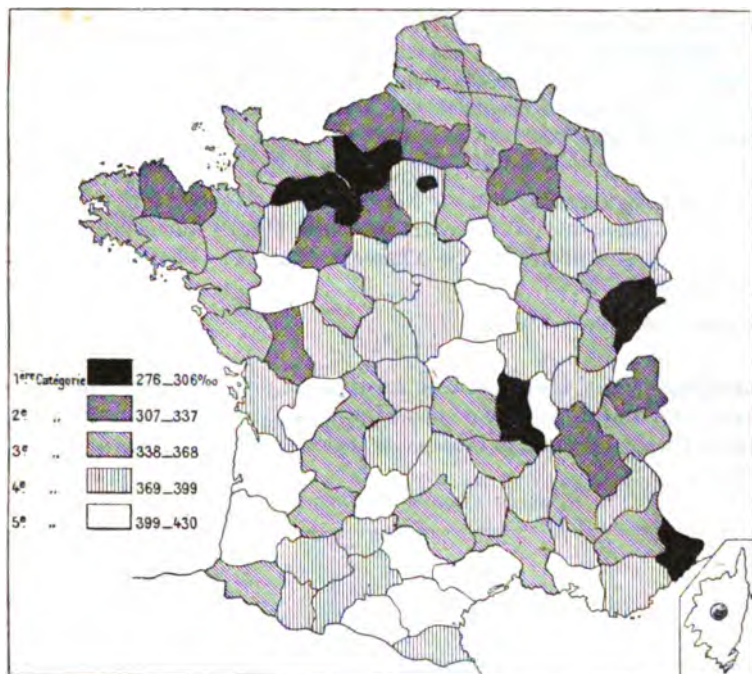 1ère Catégorie 276_306‰
2e „ 307_337
3e „ 338_368
4e „ 369_399
5e „ 399_430